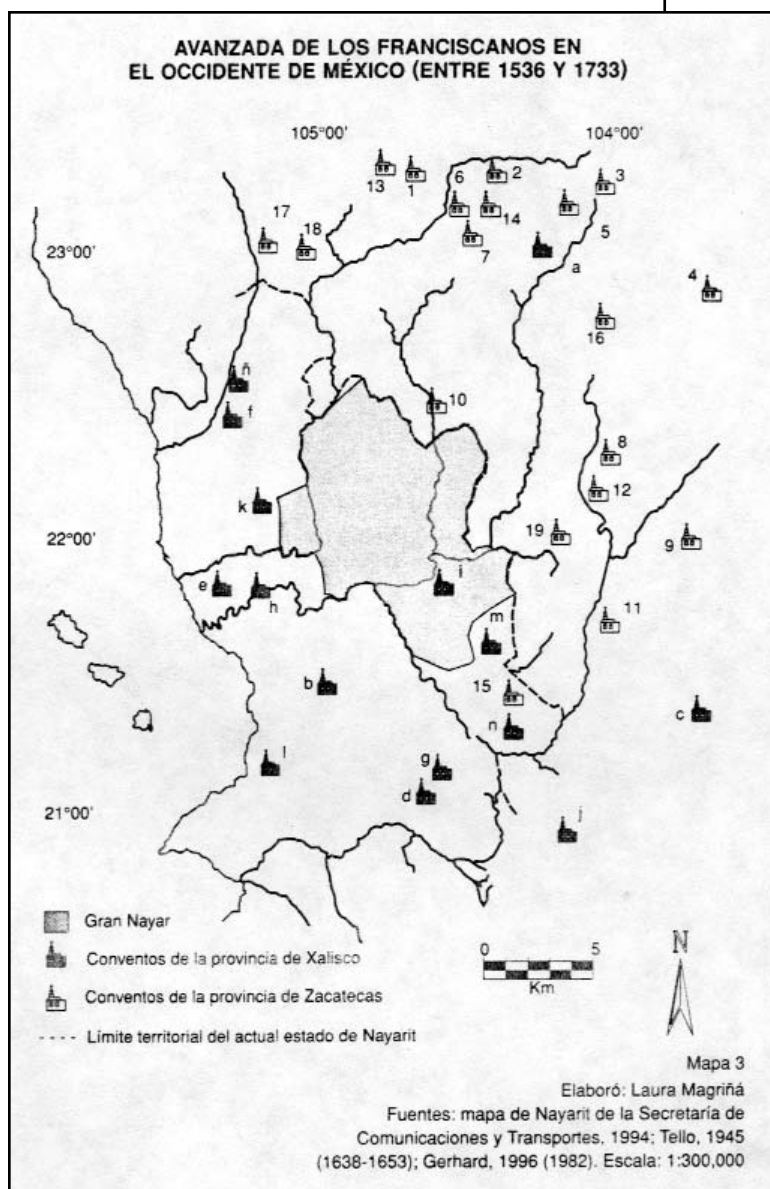 AVANZADA DE LOS FRANCISCANOS EN
EL OCCIDENTE DE MÉXICO (ENTRE 1536 Y 1733)
105°00' 104°00'
13 1 6 2 3
17 18 14 5
23°00' 7 a 4
16
ñ
f 10
8
k 12
22°00' 19 9
e h i
m 11
b 15
n c
l g
d
21°00' j
Gran Nayar
Conventos de la provincia de Xalisco
Conventos de la provincia de Zacatecas
Límite territorial del actual estado de Nayarit
0 5
Km
N
Mapa 3
Elaboró: Laura Magriñá
Fuentes: mapa de Nayarit de la Secretaría de
Comunicaciones y Transportes, 1994; Tello, 1945
(1638-1653); Gerhard, 1996 (1982). Escala: 1:300,000